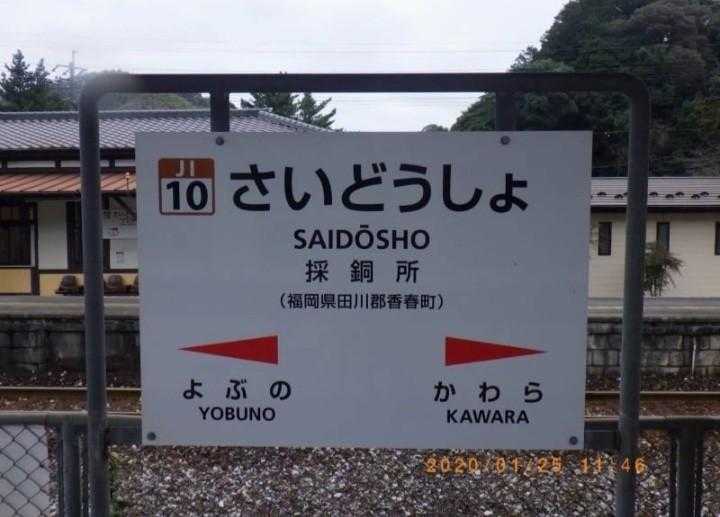 JI
10
さいどうしょ
SAIDŌSHO
採銅所
（福岡県田川郡香春町）
よぶの
かわら
YOBUNO
KAWARA
2020/01/25 11:46